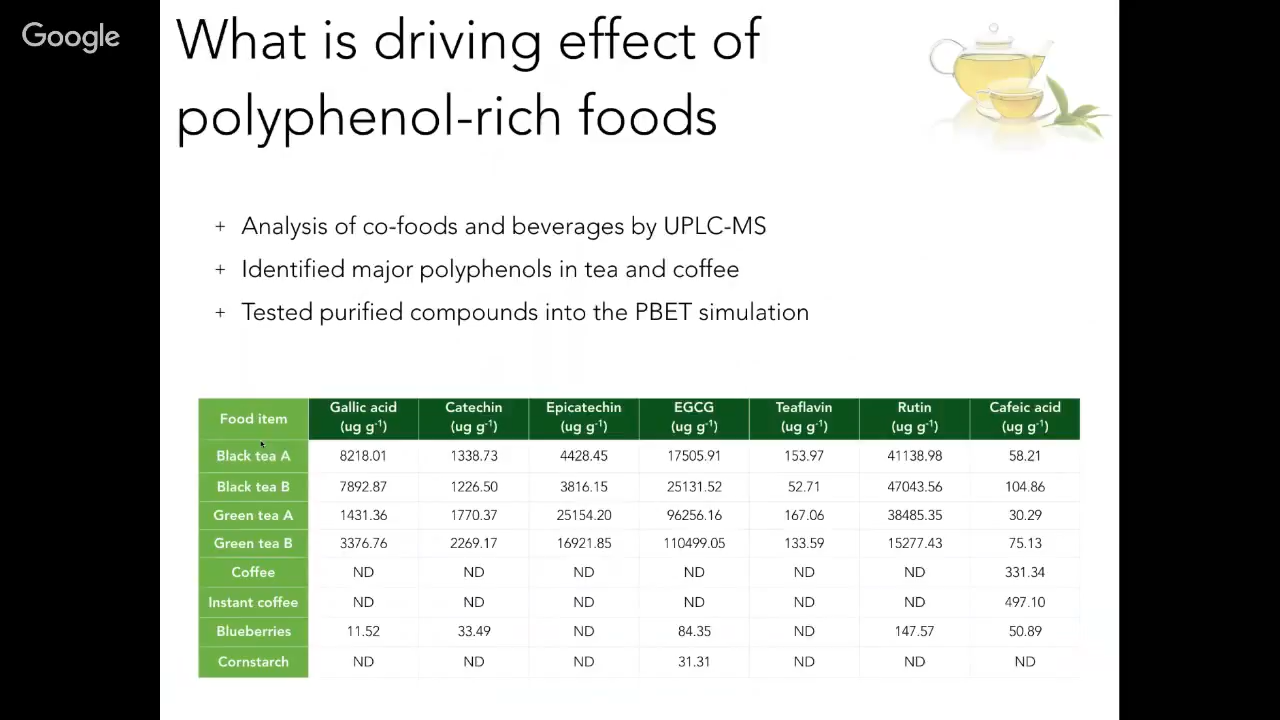 Google
What is driving effect of
polyphenol-rich foods
+ Analysis of co-foods and beverages by UPLC-MS
+ Identified major polyphenols in tea and coffee
+ Tested purified compounds into the PBET simulation
Food item Gallic acid (ug g⁻¹) Catechin (ug g⁻¹) Epicatechin (ug g⁻¹) EGCG (ug g⁻¹) Teaflavin (ug g⁻¹) Rutin (ug g⁻¹) Cafeic acid (ug g⁻¹)
Black tea A 8218.01 1338.73 4428.45 17505.91 153.97 41138.98 58.21
Black tea B 7892.87 1226.50 3816.15 25131.52 52.71 47043.56 104.86
Green tea A 1431.36 1770.37 25154.20 96256.16 167.06 38485.35 30.29
Green tea B 3376.76 2269.17 16921.85 110499.05 133.59 15277.43 75.13
Coffee ND ND ND ND ND ND 331.34
Instant coffee ND ND ND ND ND ND 497.10
Blueberries 11.52 33.49 ND 84.35 ND 147.57 50.89
Cornstarch ND ND ND 31.31 ND ND ND